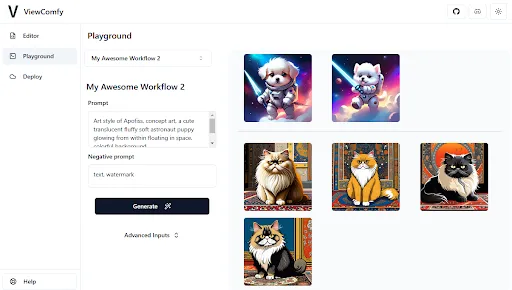 ViewComfy
Editor
Playground
Deploy
Help
Playground
My Awesome Workflow 2
My Awesome Workflow 2
Prompt
Art style of Apofiss, concept art, a cute
translucent fluffy soft astronaut puppy
glowing from within floating in space,
colorful background
Negative prompt
text, watermark
Generate
Advanced Inputs